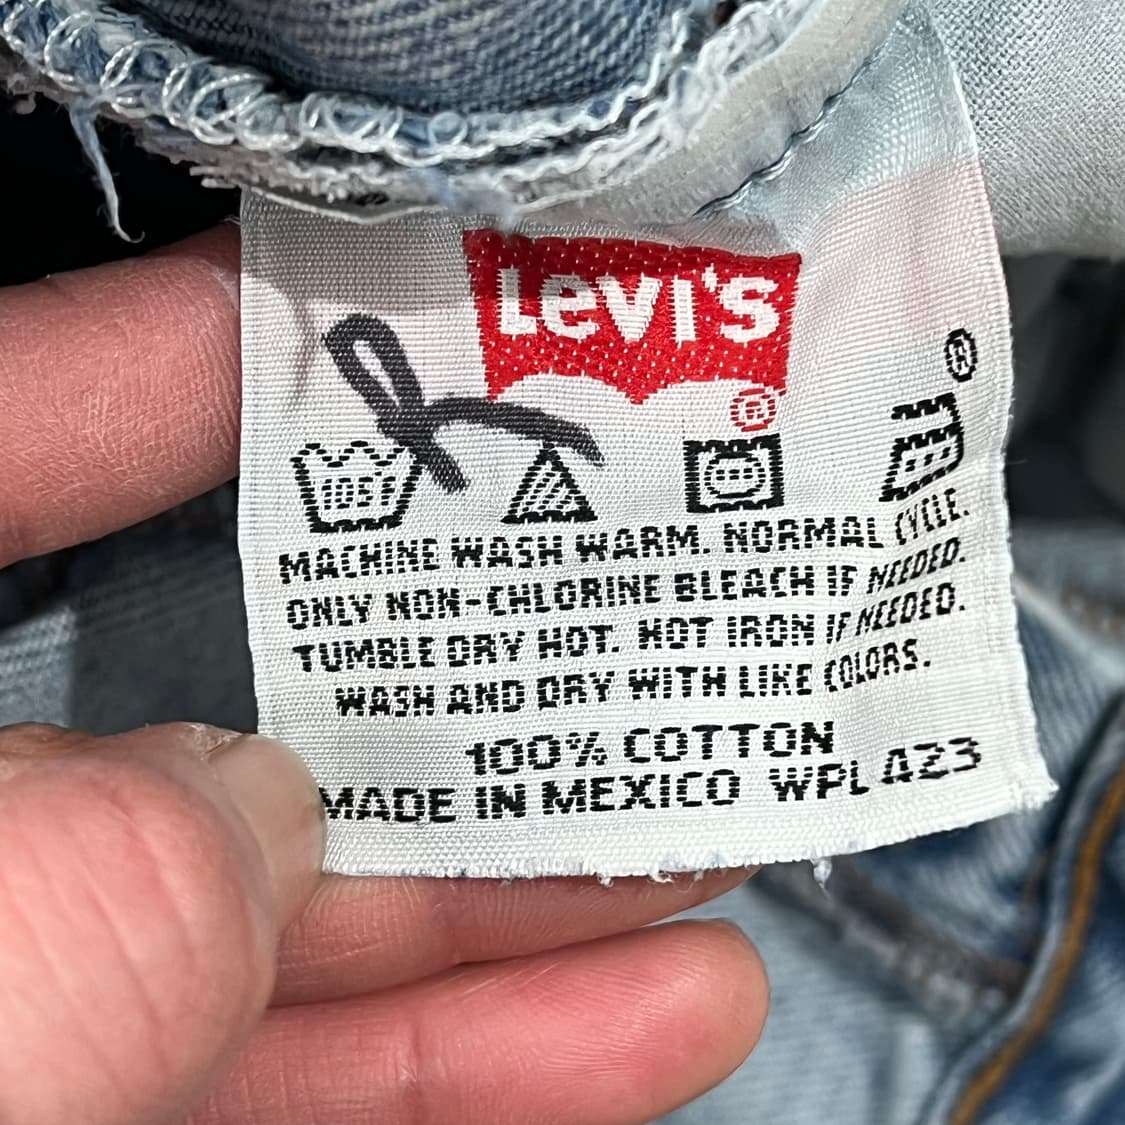 Levi's
®
®
105F
MACHINE WASH WARM. NORMAL CYCLE.
ONLY NON-CHLORINE BLEACH IF NEEDED.
TUMBLE DRY HOT. HOT IRON IF NEEDED.
WASH AND DRY WITH LIKE COLORS.
100% COTTON
MADE IN MEXICO WPL 423